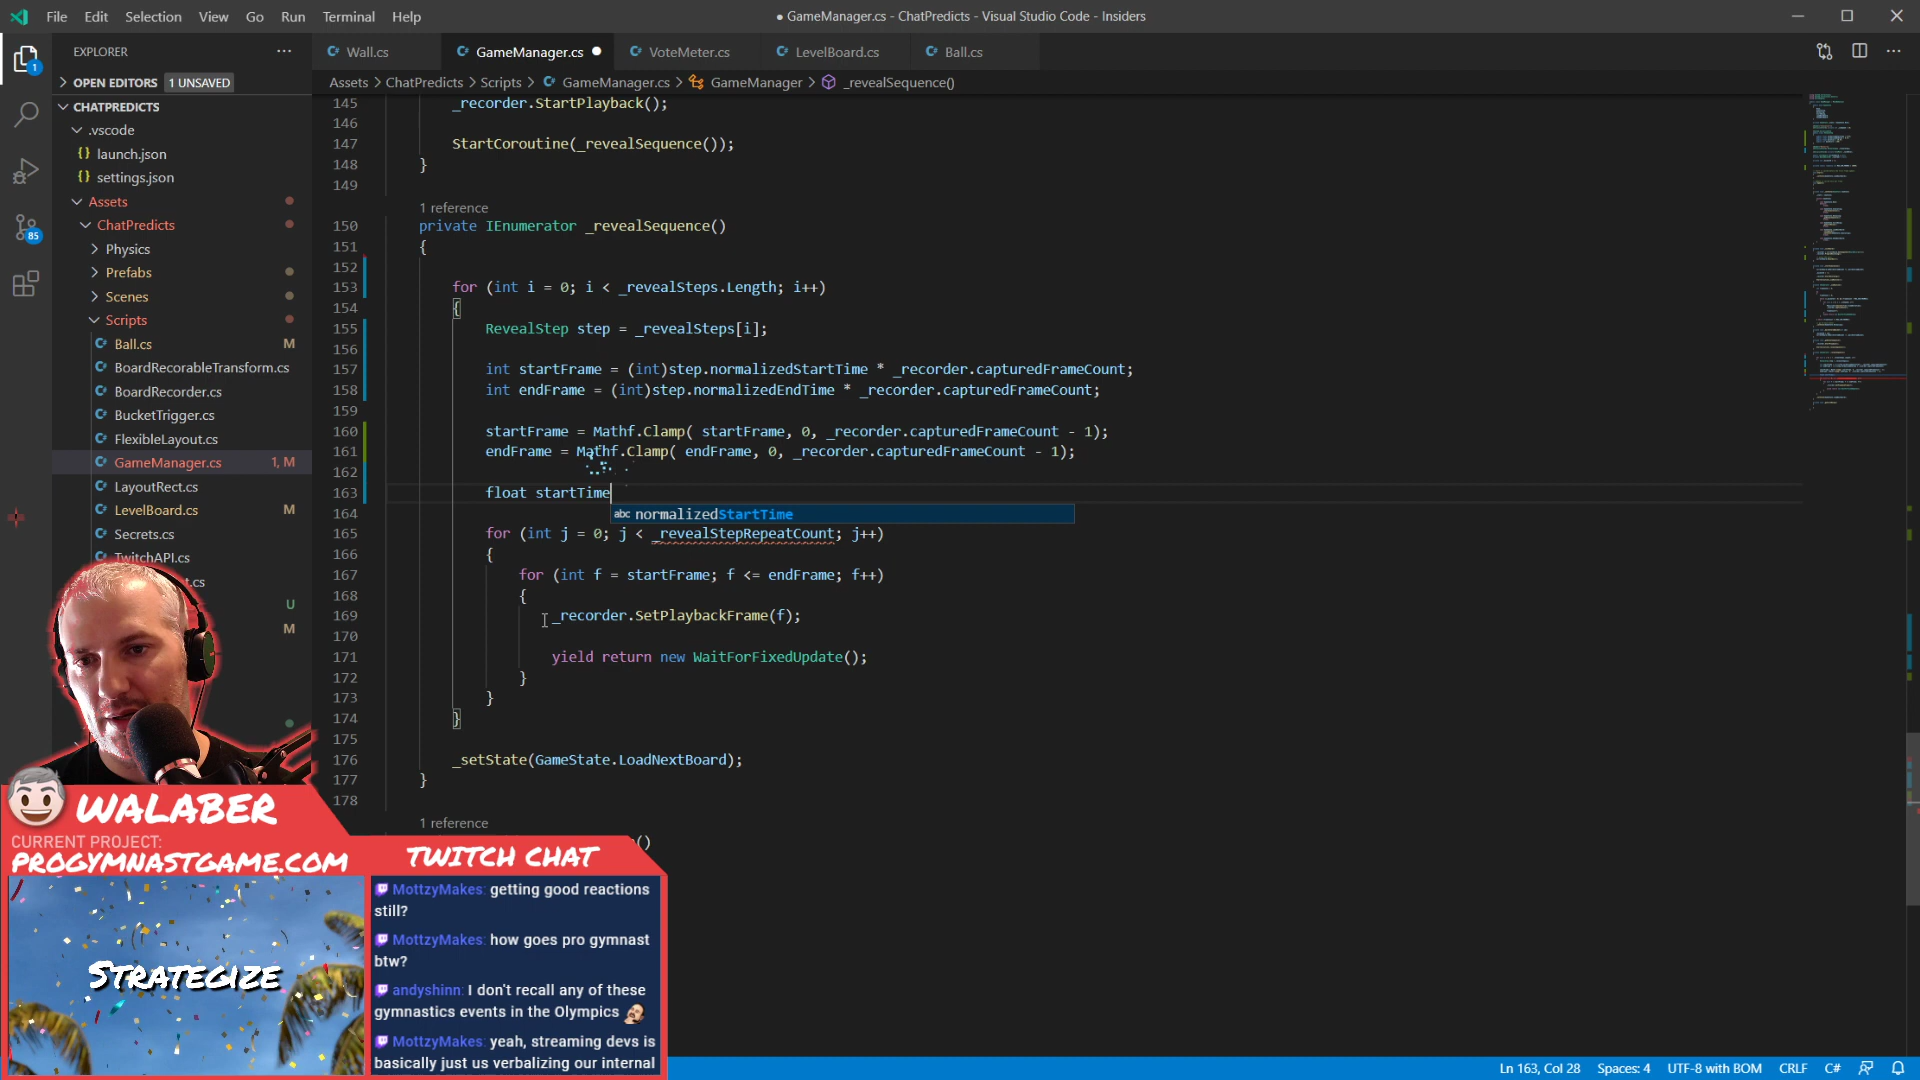 File Edit Selection View Go Run Terminal Help
● GameManager.cs - ChatPredicts - Visual Studio Code - Insiders
EXPLORER
Wall.cs GameManager.cs VoteMeter.cs LevelBoard.cs Ball.cs
OPEN EDITORS 1 UNSAVED
Assets > ChatPredicts > Scripts > GameManager.cs > GameManager > _revealSequence()
CHATPREDICTS
.vscode
launch.json
settings.json
Assets
ChatPredicts
Physics
Prefabs
Scenes
Scripts
Ball.cs M
BoardRecorableTransform.cs
BoardRecorder.cs
BucketTrigger.cs
FlexibleLayout.cs
GameManager.cs 1, M
LayoutRect.cs
LevelBoard.cs M
Secrets.cs
TwitchAPI.cs
t.cs
U
M
1
85
145 _recorder.StartPlayback();
146
147 StartCoroutine(_revealSequence());
148 }
149
1 reference
150 private IEnumerator _revealSequence()
151 {
152
153 for (int i = 0; i < _revealSteps.Length; i++)
154 {
155 RevealStep step = _revealSteps[i];
156
157 int startFrame = (int)step.normalizedStartTime * _recorder.capturedFrameCount;
158 int endFrame = (int)step.normalizedEndTime * _recorder.capturedFrameCount;
159
160 startFrame = Mathf.Clamp( startFrame, 0, _recorder.capturedFrameCount - 1);
161 endFrame = Mathf.Clamp( endFrame, 0, _recorder.capturedFrameCount - 1);
162
163 float startTime
164 abc normalizedStartTime
165 for (int j = 0; j < _revealStepRepeatCount; j++)
166 {
167 for (int f = startFrame; f <= endFrame; f++)
168 {
169 _recorder.SetPlaybackFrame(f);
170
171 yield return new WaitForFixedUpdate();
172 }
173 }
174 }
175
176 _setState(GameState.LoadNextBoard);
177 }
178
1 reference
()
WALABER
CURRENT PROJECT:
PROGYMNASTGAME.COM
STRATEGIZE
TWITCH CHAT
MottzyMakes: getting good reactions
still?
MottzyMakes: how goes pro gymnast
btw?
andyshinn: I don't recall any of these
gymnastics events in the Olympics
MottzyMakes: yeah, streaming devs is
basically just us verbalizing our internal
Ln 163, Col 28 Spaces: 4 UTF-8 with BOM CRLF C#